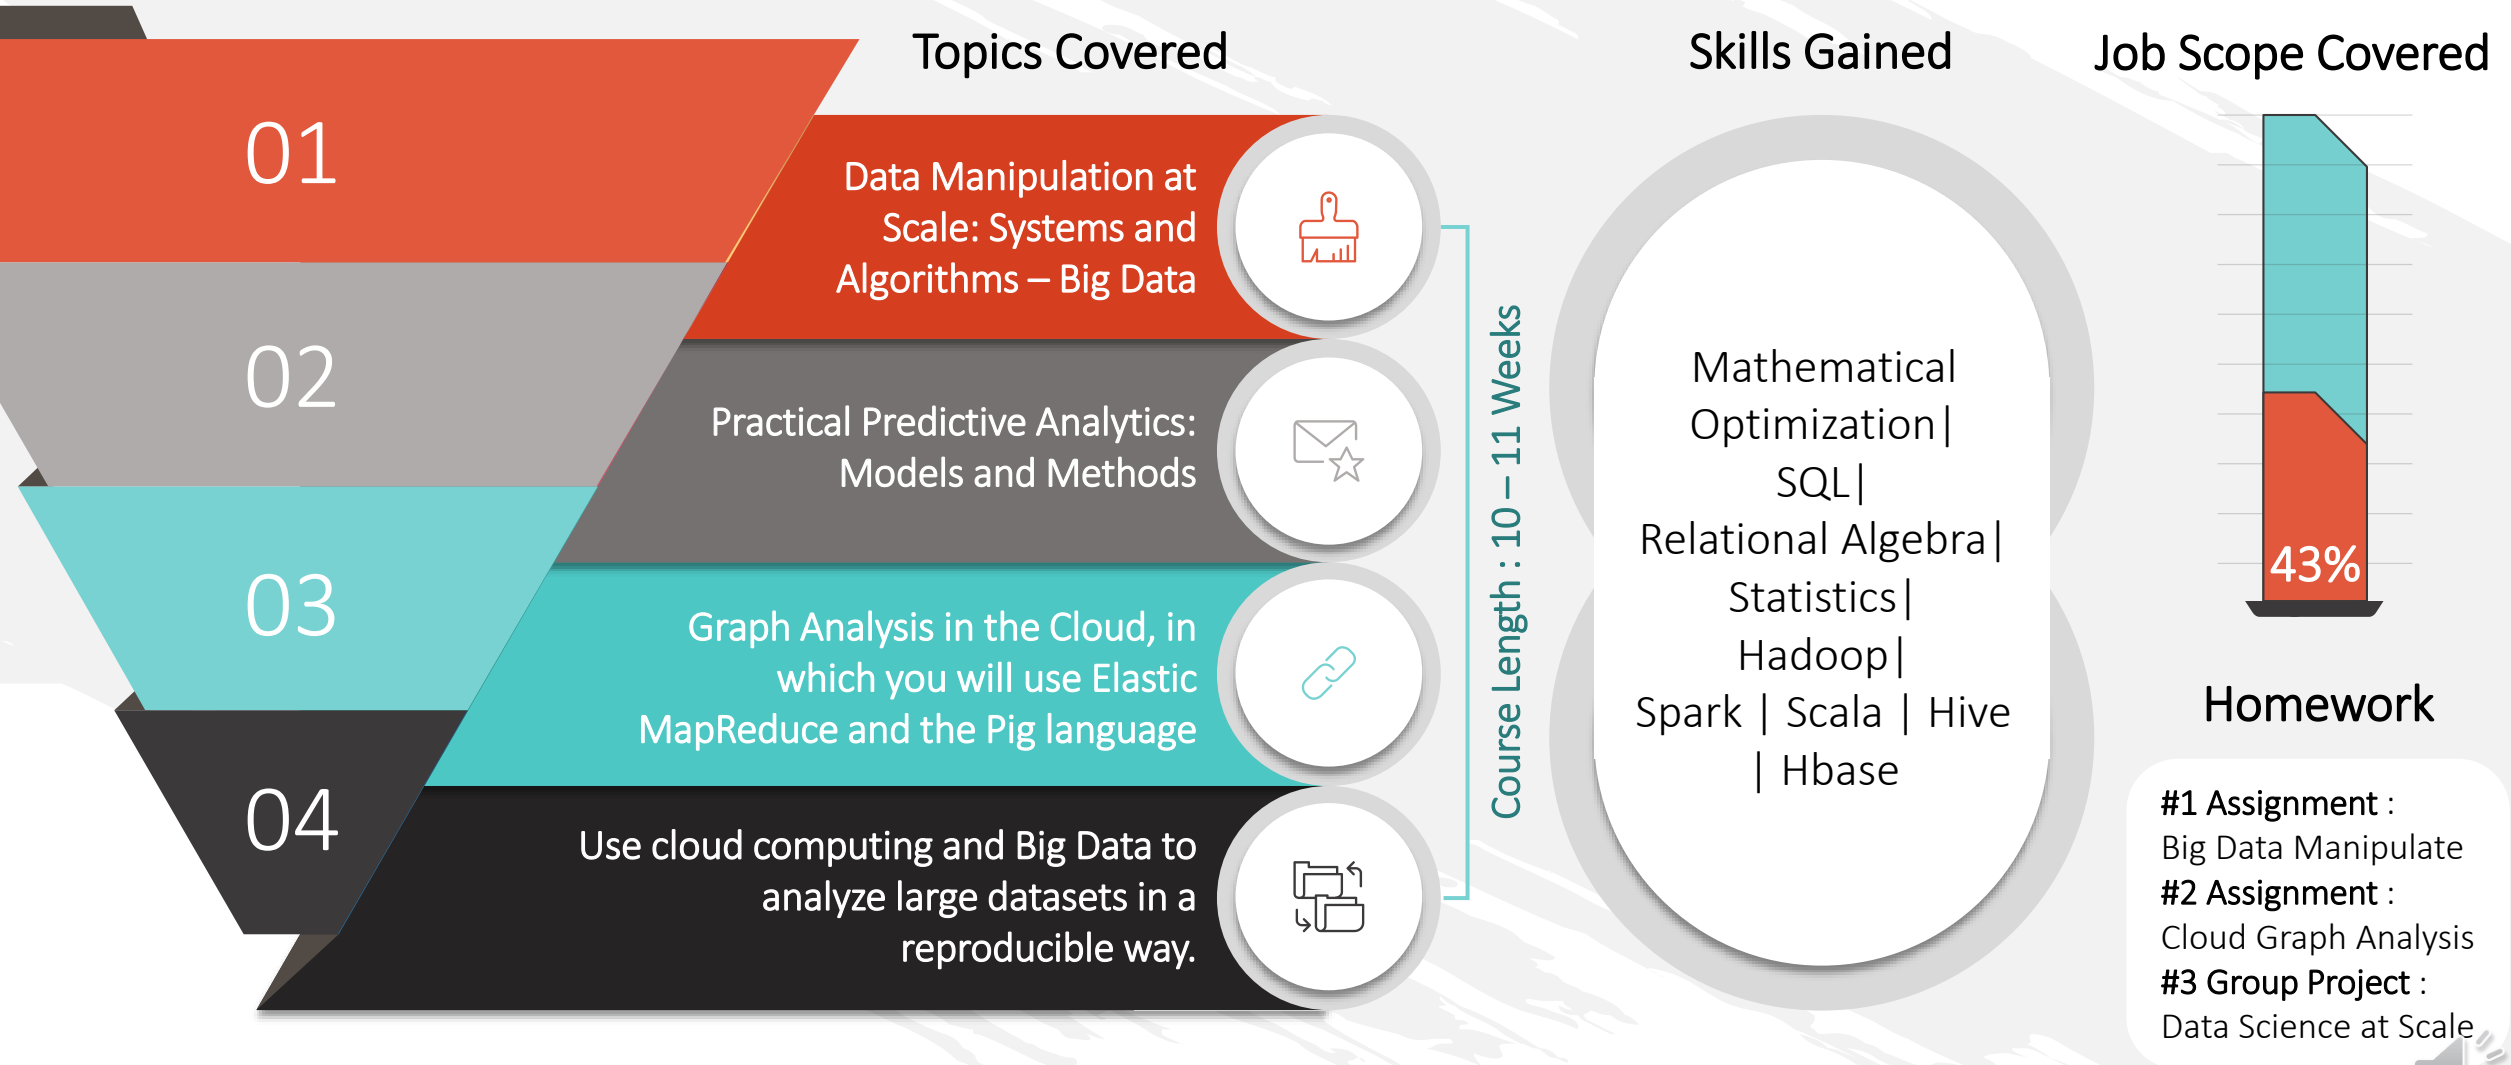 Topics Covered
Skills Gained
Job Scope Covered
01
02
03
04
Data Manipulation at
Scale: Systems and
Algorithms – Big Data
Practical Predictive Analytics:
Models and Methods
Graph Analysis in the Cloud, in
which you will use Elastic
MapReduce and the Pig language
Use cloud computing and Big Data to
analyze large datasets in a
reproducible way.
Course Length : 10 – 11 Weeks
Mathematical
Optimization|
SQL|
Relational Algebra|
Statistics|
Hadoop|
Spark | Scala | Hive
| Hbase
43%
Homework
#1 Assignment :
Big Data Manipulate
#2 Assignment :
Cloud Graph Analysis
#3 Group Project :
Data Science at Scale